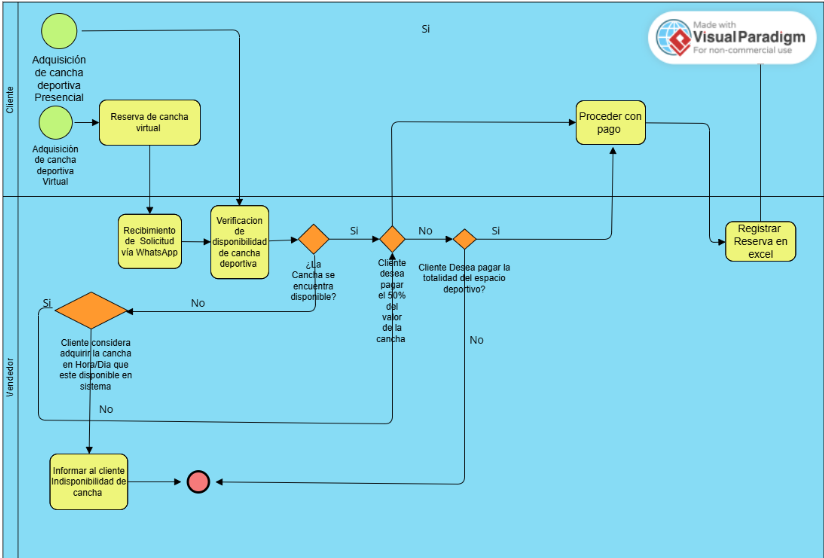 Si
Made with
Visual Paradigm
For non-commercial use
Cliente
Adquisición
de cancha
deportiva
Presencial
Adquisición
de cancha
deportiva
Virtual
Reserva de cancha
virtual
Proceder con
pago
Vendedor
Recibimiento
de Solicitud
vía WhatsApp
Verificacion
de
disponibilidad
de cancha
deportiva
¿La
Cancha se
encuentra
disponible?
Si
Cliente
desea
pagar
el 50%
del
valor
de la
cancha
No
Cliente Desea pagar la
totalidad del espacio
deportivo?
Si
No
Registrar
Reserva en
excel
No
Si
Cliente considera
adquirir la cancha
en Hora/Dia que
este disponible en
sistema
No
Informar al cliente
Indisponibilidad de
cancha